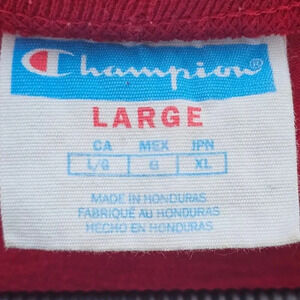 Champion®
LARGE
CA MEX JPN
L/G G XL
MADE IN HONDURAS
FABRIQUÉ AU HONDURAS
HECHO EN HONDURAS